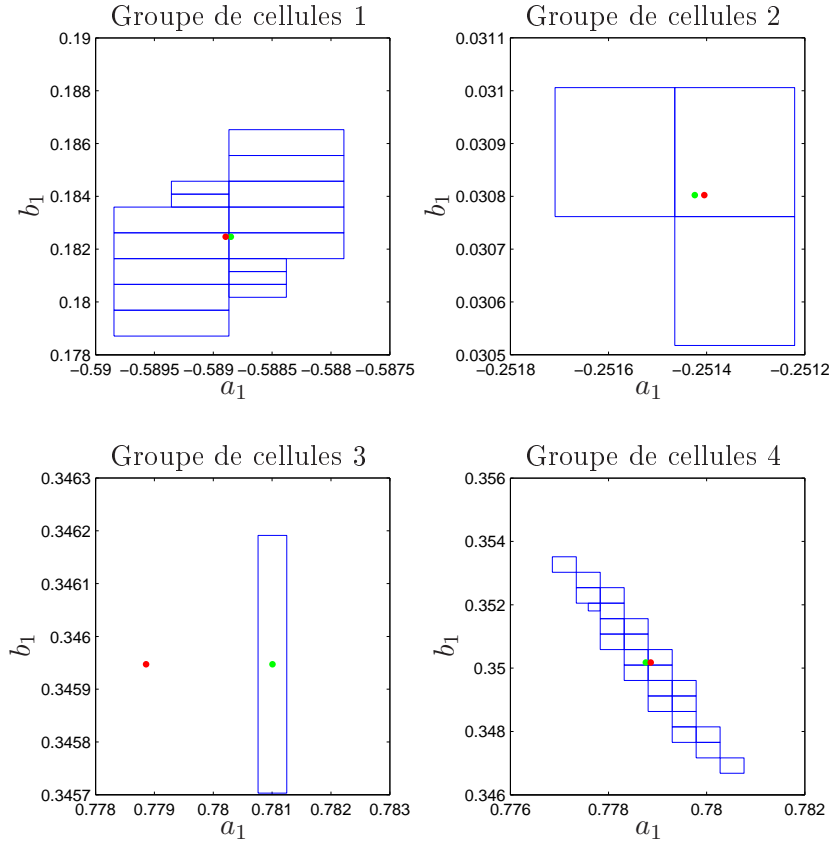 Groupe de cellules 1
0.19
0.188
0.186
0.184
0.182
0.18
0.178
b1
−0.59 −0.5895 −0.589 −0.5885 −0.588 −0.5875
a1
Groupe de cellules 2
0.0311
0.031
0.0309
0.0308
0.0307
0.0306
0.0305
b1
−0.2518 −0.2516 −0.2514 −0.2512
a1
Groupe de cellules 3
0.3463
0.3462
0.3461
0.346
0.3459
0.3458
0.3457
b1
0.778 0.779 0.78 0.781 0.782 0.783
a1
Groupe de cellules 4
0.356
0.354
0.352
0.35
0.348
0.346
b1
0.776 0.778 0.78 0.782
a1